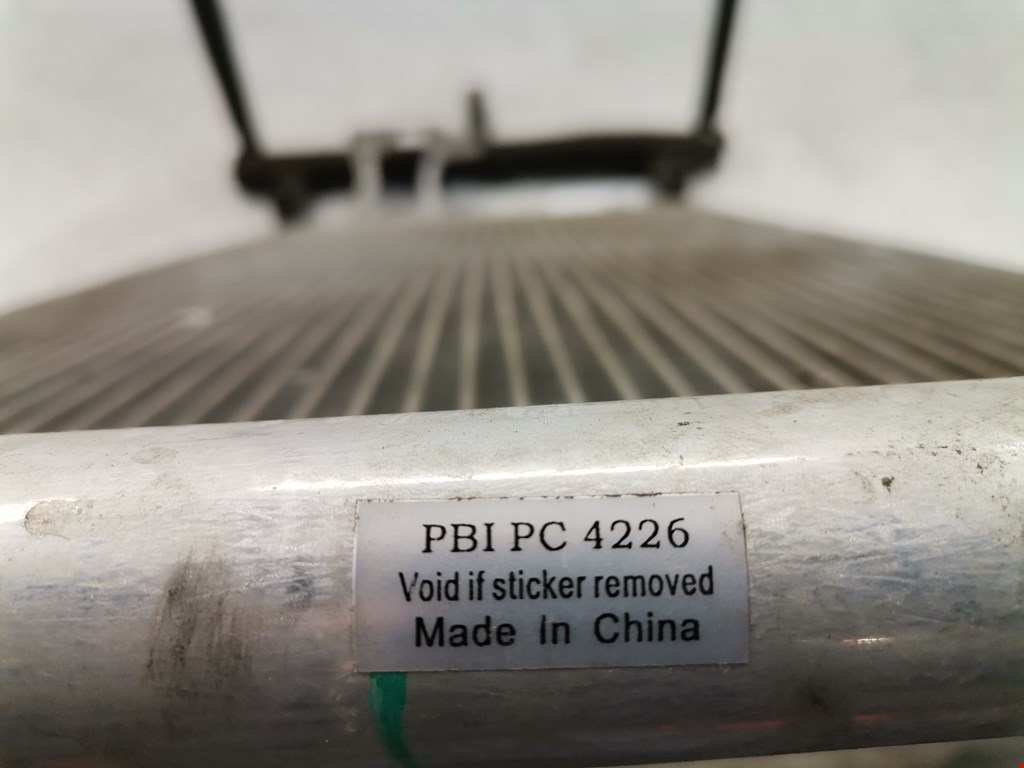 PBI PC 4226
Void if sticker removed
Made In China